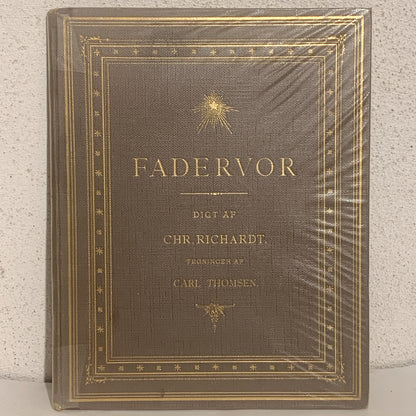 FADERVOR
DIGT AF
CHR. RICHARDT.
TEGNINGER AF
CARL THOMSEN.